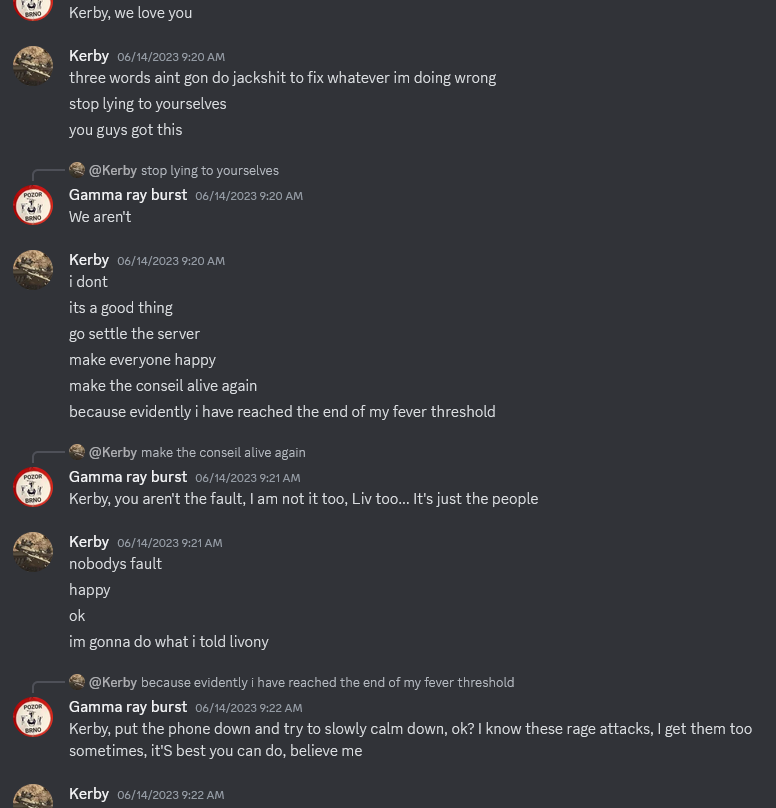 Kerby, we love you
Kerby 06/14/2023 9:20 AM
three words aint gon do jackshit to fix whatever im doing wrong
stop lying to yourselves
you guys got this
@Kerby stop lying to yourselves
POZOR
BRNO
Gamma ray burst 06/14/2023 9:20 AM
We aren't
Kerby 06/14/2023 9:20 AM
i dont
its a good thing
go settle the server
make everyone happy
make the conseil alive again
because evidently i have reached the end of my fever threshold
@Kerby make the conseil alive again
POZOR
BRNO
Gamma ray burst 06/14/2023 9:21 AM
Kerby, you aren't the fault, I am not it too, Liv too... It's just the people
Kerby 06/14/2023 9:21 AM
nobodys fault
happy
ok
im gonna do what i told livony
@Kerby because evidently i have reached the end of my fever threshold
POZOR
BRNO
Gamma ray burst 06/14/2023 9:22 AM
Kerby, put the phone down and try to slowly calm down, ok? I know these rage attacks, I get them too
sometimes, it'S best you can do, believe me
Kerby 06/14/2023 9:22 AM